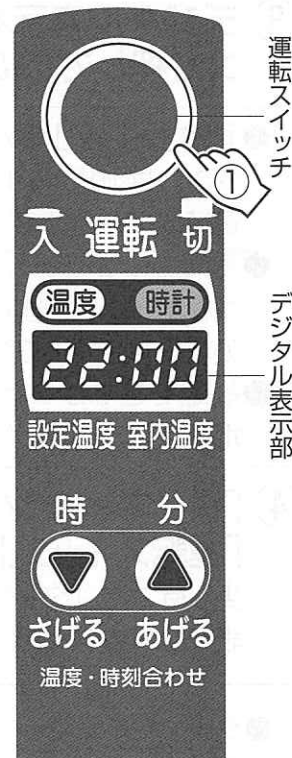 運転スイッチ
①
入 運転 切
温度 時計
22:00
デジタル表示部
設定温度 室内温度
時 分
さげる あげる
温度・時刻合わせ